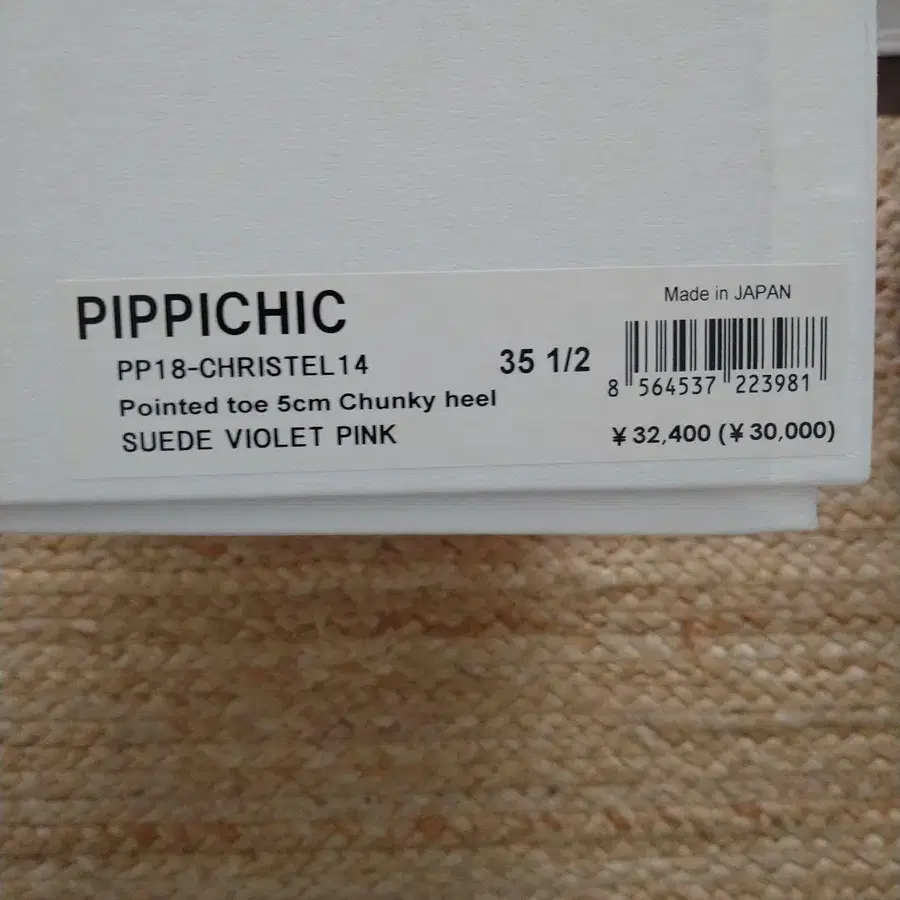 PIPPICHIC
PP18-CHRISTEL14
Pointed toe 5cm Chunky heel
SUEDE VIOLET PINK
35 1/2
Made in JAPAN
8 564537 223981
¥32,400 (¥30,000)